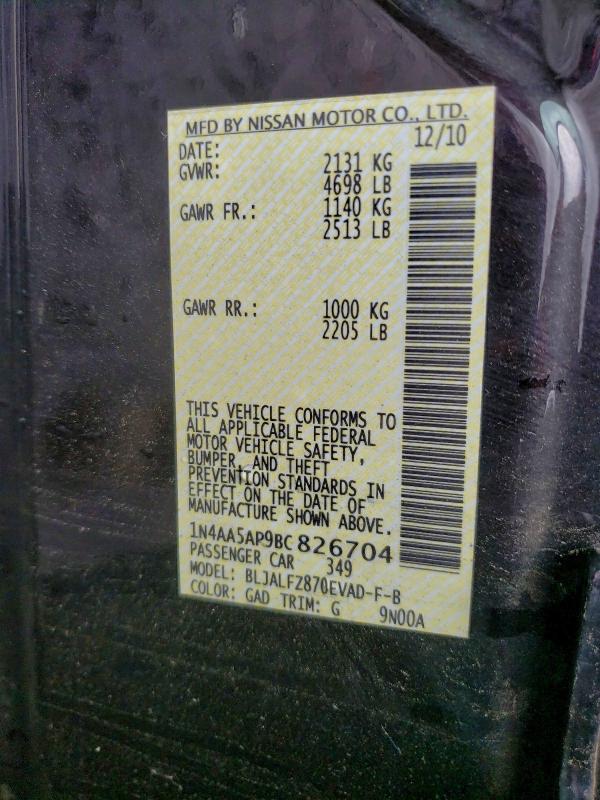 MFD BY NISSAN MOTOR CO., LTD.
DATE: 12/10
GVWR: 2131 KG
4698 LB
GAWR FR.: 1140 KG
2513 LB
GAWR RR.: 1000 KG
2205 LB
THIS VEHICLE CONFORMS TO
ALL APPLICABLE FEDERAL
MOTOR VEHICLE SAFETY,
BUMPER, AND THEFT
PREVENTION STANDARDS IN
EFFECT ON THE DATE OF
MANUFACTURE SHOWN ABOVE.
1N4AA5AP9BC826704
PASSENGER CAR 349
MODEL: BLJALFZ870EVAD-F-B
COLOR: GAD TRIM: G 9N00A